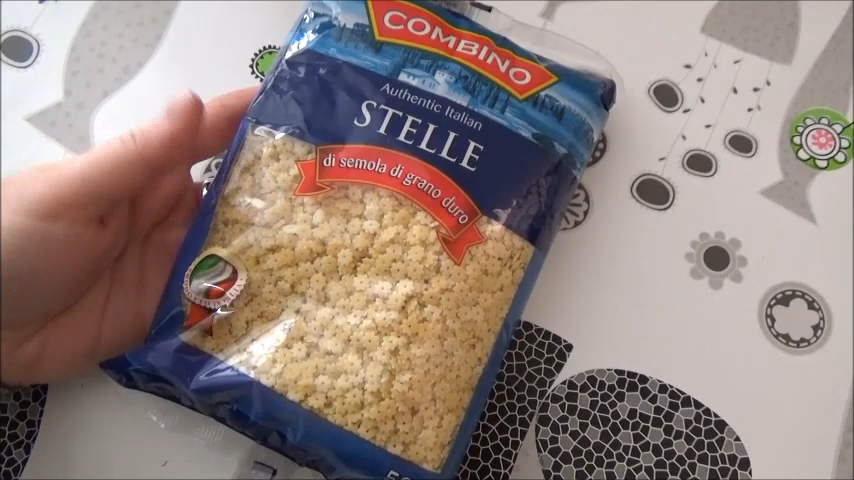 COMBINO
Authentic Italian
STELLE
di semola di grano duro